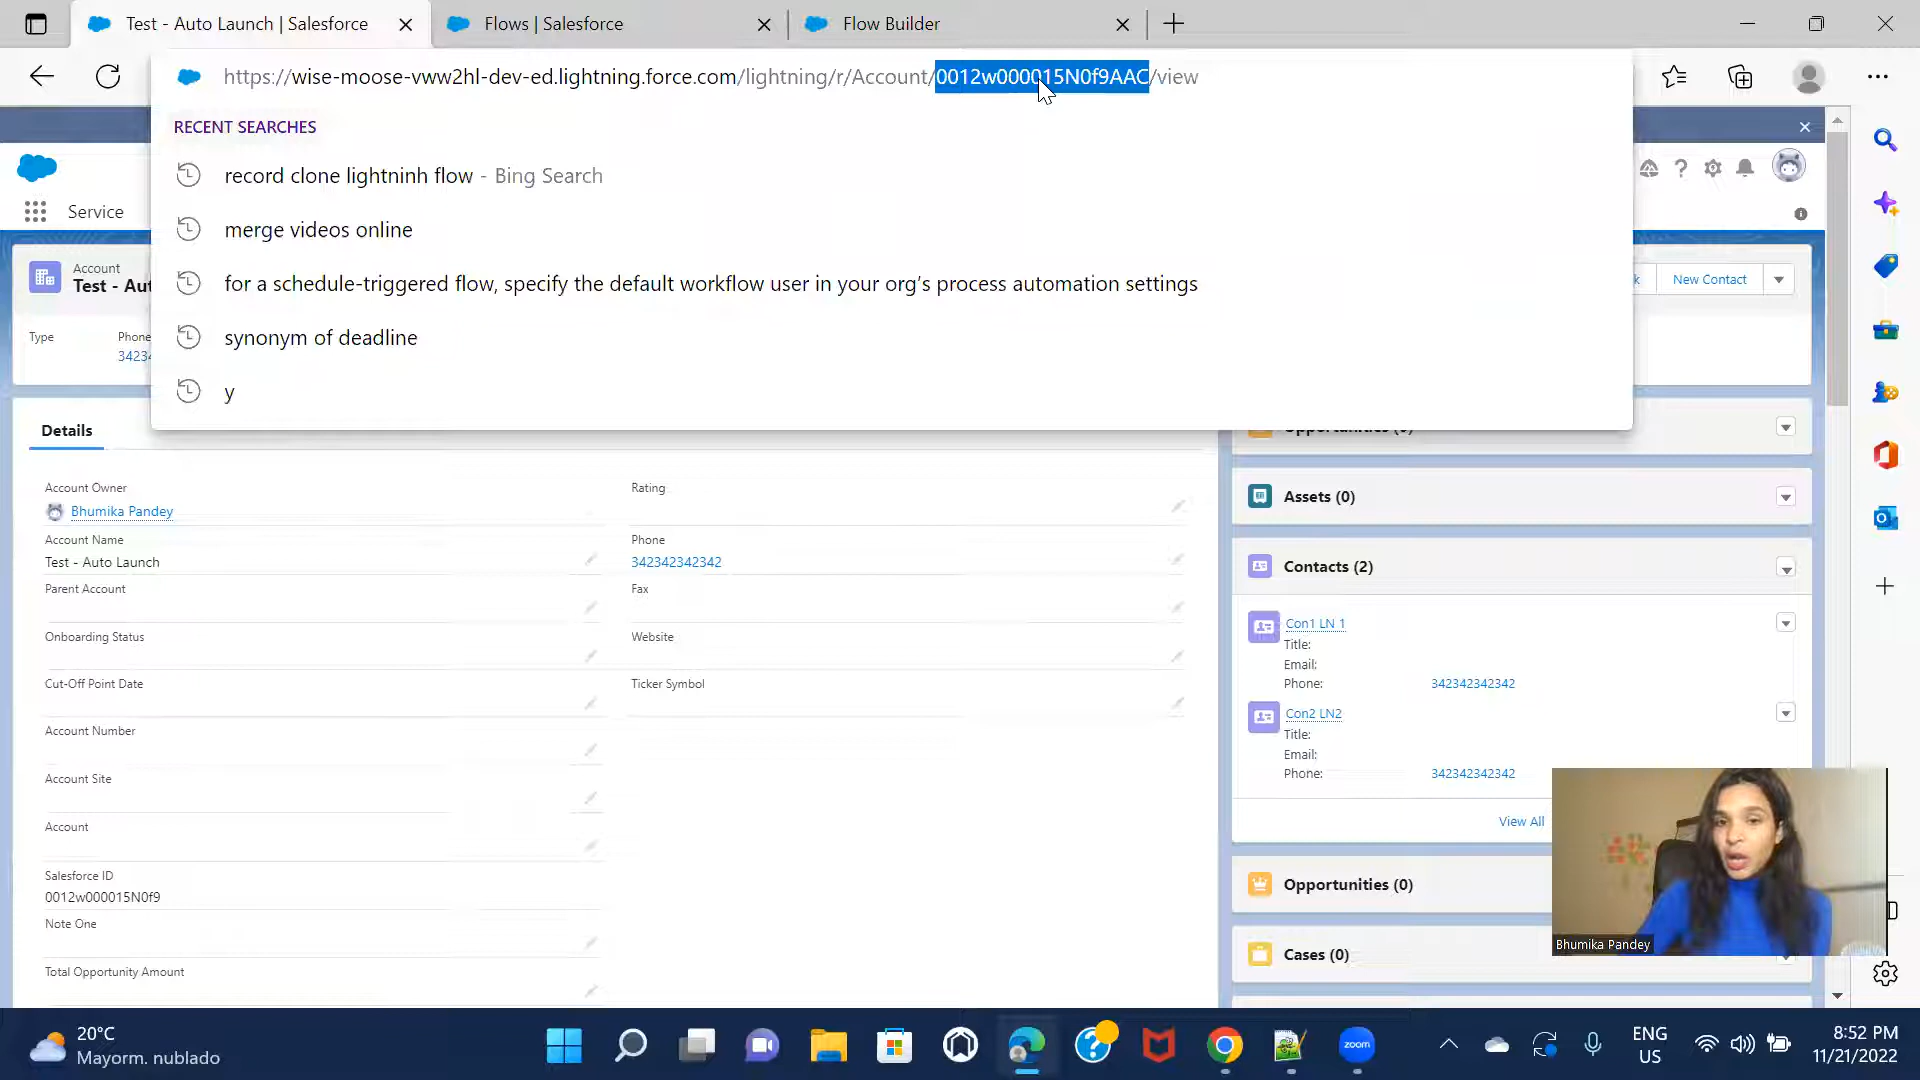 Test - Auto Launch | Salesforce
Flows | Salesforce
Flow Builder
https://wise-moose-vww2hl-dev-ed.lightning.force.com/lightning/r/Account/0012w000015N0f9AAC/view
RECENT SEARCHES
record clone lightninh flow - Bing Search
merge videos online
for a schedule-triggered flow, specify the default workflow user in your org's process automation settings
synonym of deadline
y
Service
Account
Test - Aut
Type
Phone
3423
k
New Contact
Details
Account Owner
Bhumika Pandey
Account Name
Test - Auto Launch
Parent Account
Onboarding Status
Cut-Off Point Date
Account Number
Account Site
Account
Salesforce ID
0012w000015N0f9
Note One
Total Opportunity Amount
Rating
Phone
342342342342
Fax
Website
Ticker Symbol
Opportunities (0)
Assets (0)
Contacts (2)
Con1 LN 1
Title:
Email:
Phone: 342342342342
Con2 LN2
Title:
Email:
Phone: 342342342342
View All
Opportunities (0)
Cases (0)
Bhumika Pandey
20°C
Mayorm. nublado
zoom
ENG
US
8:52 PM
11/21/2022